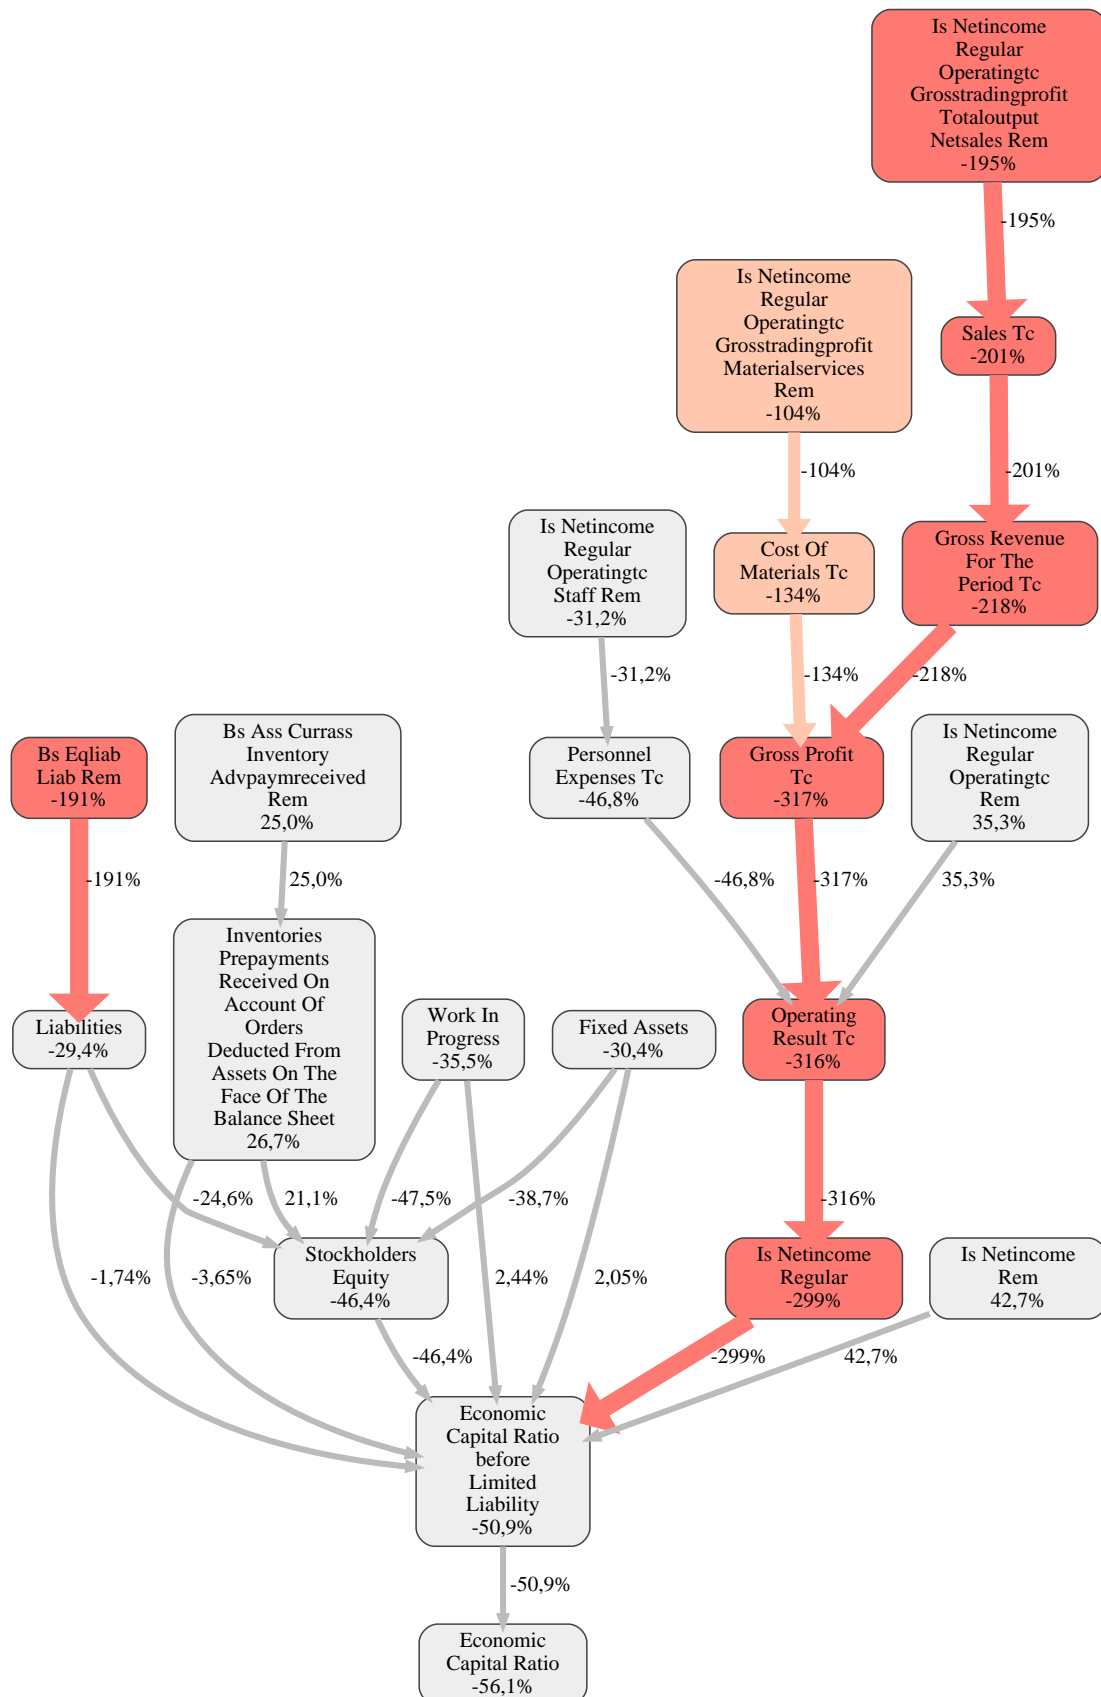 Is Netincome
Regular
Operatingtc
Grosstradingprofit
Totaloutput
Netsales Rem
-195%
-195%
Is Netincome
Regular
Operatingtc
Grosstradingprofit
Materialservices
Rem
-104%
Sales Tc
-201%
-104%
-201%
Is Netincome
Regular
Operatingtc
Staff Rem
-31,2%
Cost Of
Materials Tc
-134%
Gross Revenue
For The
Period Tc
-218%
-31,2%
-134%
-218%
Bs Eqliab
Liab Rem
-191%
Bs Ass Currass
Inventory
Advpaymreceived
Rem
25,0%
Personnel
Expenses Tc
-46,8%
Gross Profit
Tc
-317%
Is Netincome
Regular
Operatingtc
Rem
35,3%
-191%
25,0%
-46,8%
-317%
35,3%
Liabilities
-29,4%
Inventories
Prepayments
Received On
Account Of
Orders
Deducted From
Assets On The
Face Of The
Balance Sheet
26,7%
Work In
Progress
-35,5%
Fixed Assets
-30,4%
Operating
Result Tc
-316%
-24,6%
21,1%
-47,5%
-38,7%
-316%
Stockholders
Equity
-46,4%
Is Netincome
Regular
-299%
Is Netincome
Rem
42,7%
-1,74%
-3,65%
2,44%
2,05%
-46,4%
-299%
42,7%
Economic
Capital Ratio
before
Limited
Liability
-50,9%
-50,9%
Economic
Capital Ratio
-56,1%